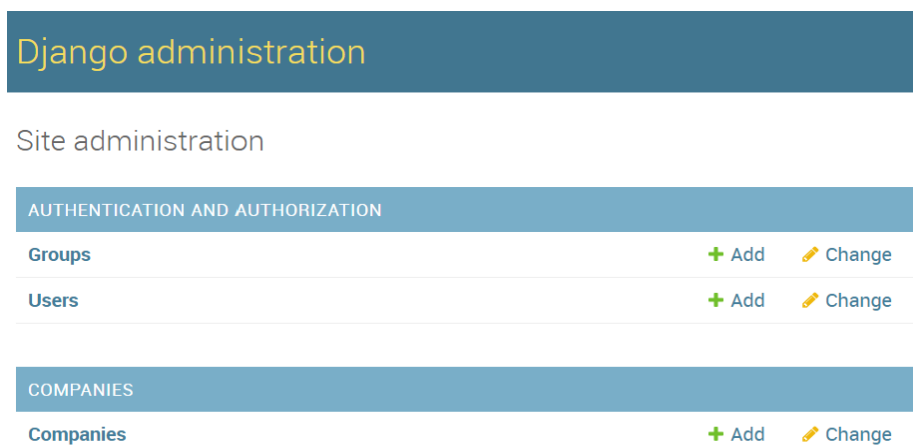 Django administration
Site administration
AUTHENTICATION AND AUTHORIZATION
Groups Add Change
Users Add Change
COMPANIES
Companies Add Change